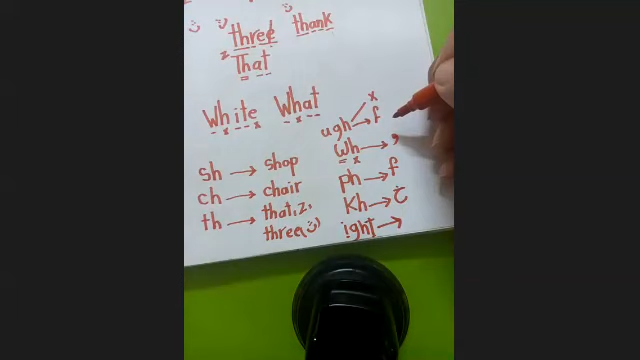 three thank
z
That
White What
ugh x
→ f
wh → و
ph → f
Kh → خ
ight →
sh → shop
ch → chair
th → that, z,
three